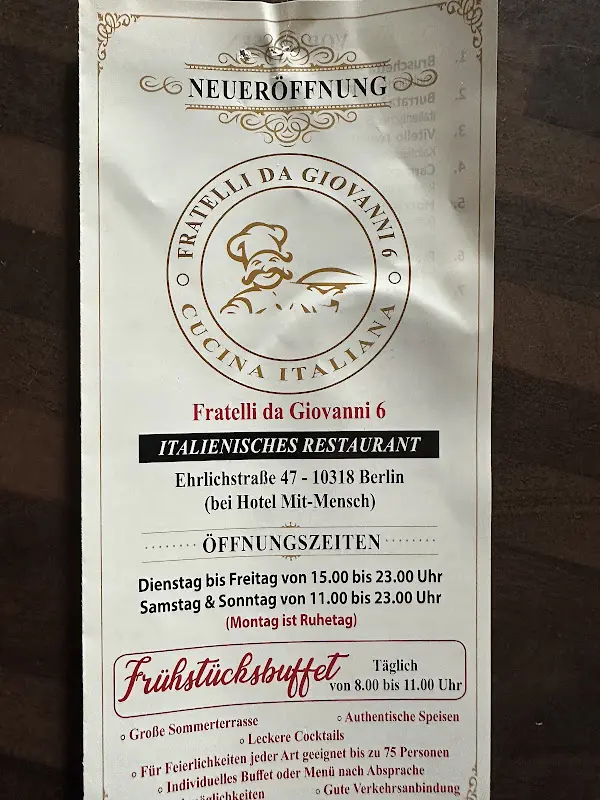 NEUERÖFFNUNG
FRATELLI DA GIOVANNI 6
CUCINA ITALIANA
Fratelli da Giovanni 6
ITALIENISCHES RESTAURANT
Ehrlichstraße 47 - 10318 Berlin
(bei Hotel Mit-Mensch)
ÖFFNUNGSZEITEN
Dienstag bis Freitag von 15.00 bis 23.00 Uhr
Samstag & Sonntag von 11.00 bis 23.00 Uhr
(Montag ist Ruhetag)
Frühstücksbuffet
Täglich
von 8.00 bis 11.00 Uhr
Große Sommerterrasse
Authentische Speisen
Leckere Cocktails
Für Feierlichkeiten jeder Art geeignet bis zu 75 Personen
Individuelles Buffet oder Menü nach Absprache
Gute Verkehrsanbindung